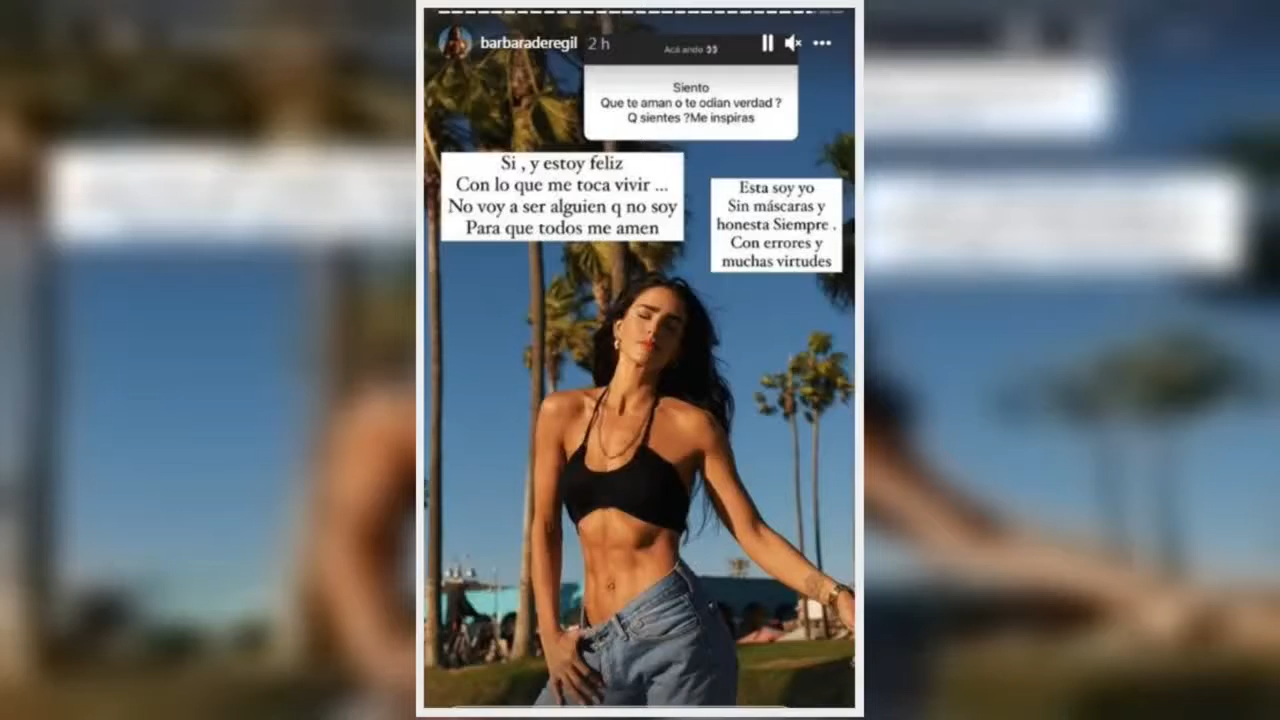 barbaraderegil 2 h
Acá ando 👀
Siento
Que te aman o te odian verdad ?
Q sientes ?Me inspiras
Si , y estoy feliz
Con lo que me toca vivir ...
No voy a ser alguien q no soy
Para que todos me amen
Esta soy yo
Sin máscaras y
honesta Siempre .
Con errores y
muchas virtudes